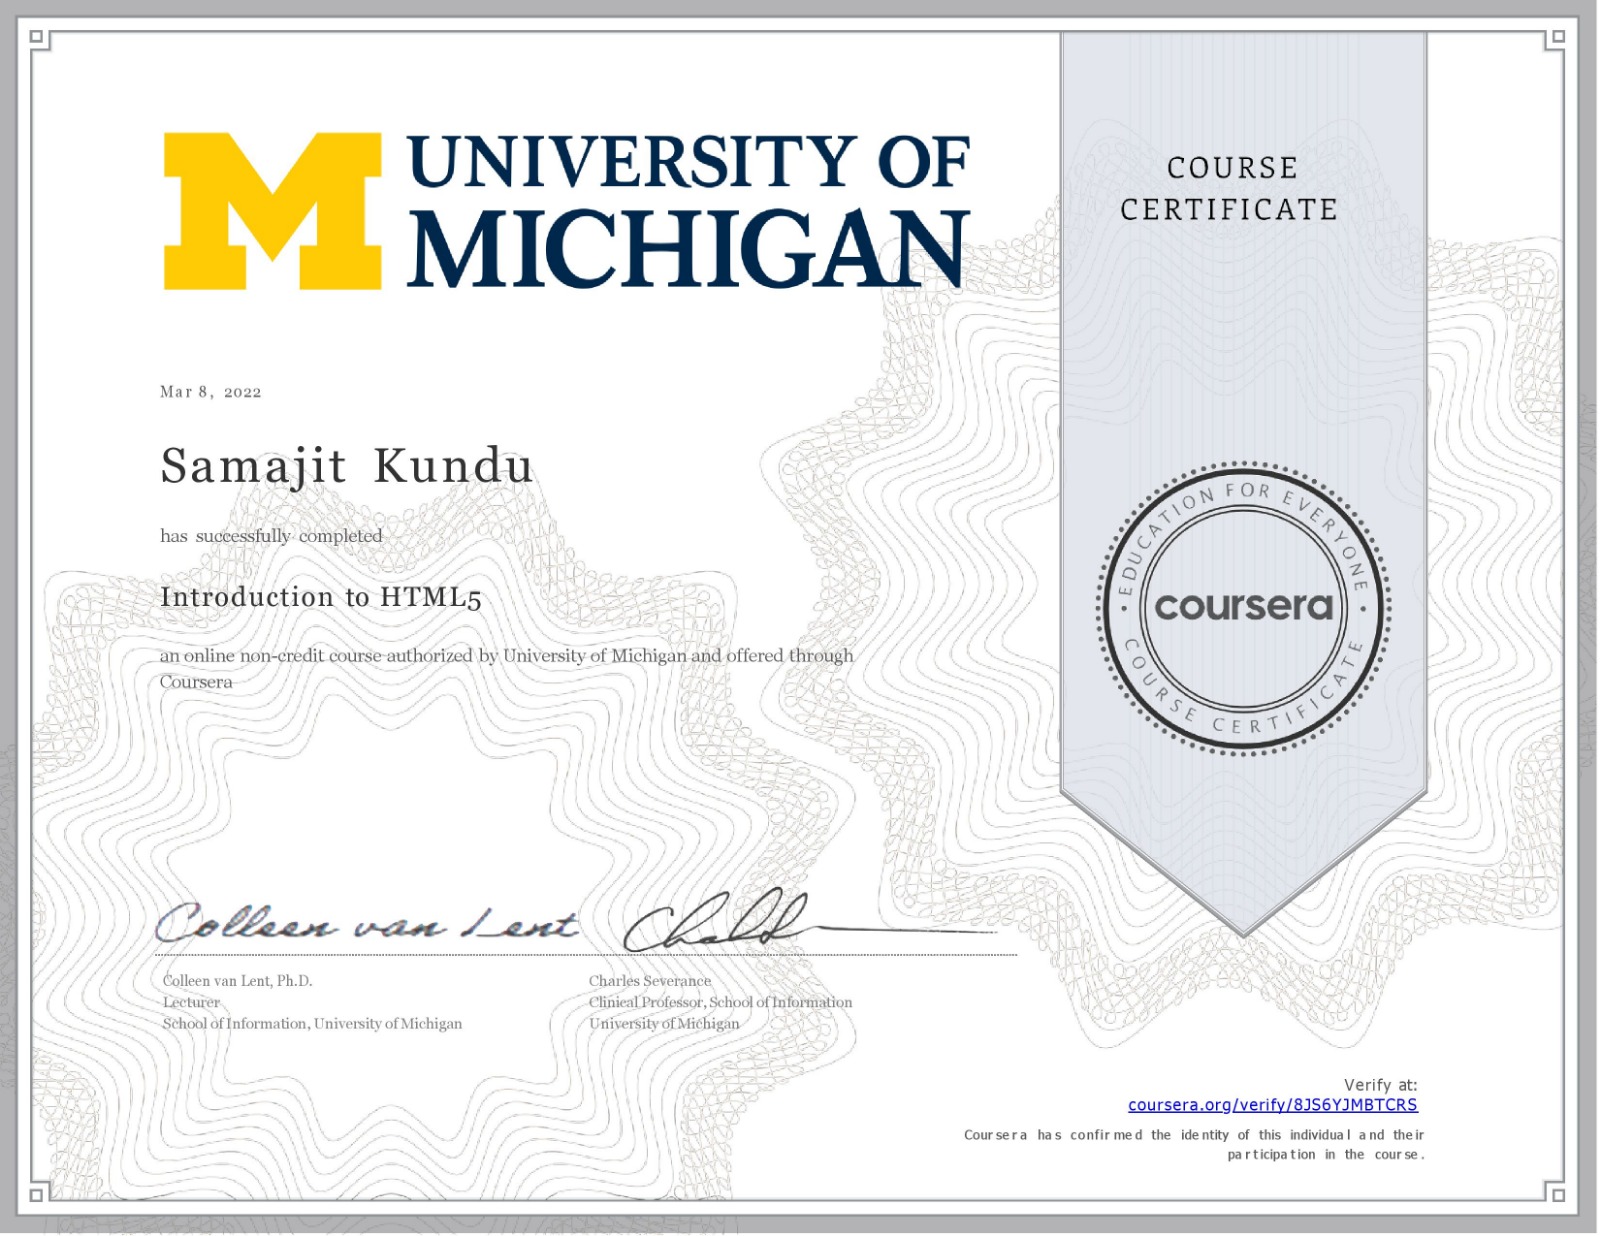 UNIVERSITY OF
MICHIGAN
COURSE
CERTIFICATE
Mar 8, 2022
Samajit Kundu
has successfully completed
Introduction to HTML5
an online non-credit course authorized by University of Michigan and offered through
Coursera
EDUCATION FOR EVERYONE
coursera
COURSE CERTIFICATE
Colleen van Lent
Colleen van Lent, Ph.D.
Lecturer
School of Information, University of Michigan
Charles Severance
Clinical Professor, School of Information
University of Michigan
Verify at:
coursera.org/verify/8JS6YJMBTCRS
Coursera has confirmed the identity of this individual and their
participation in the course.